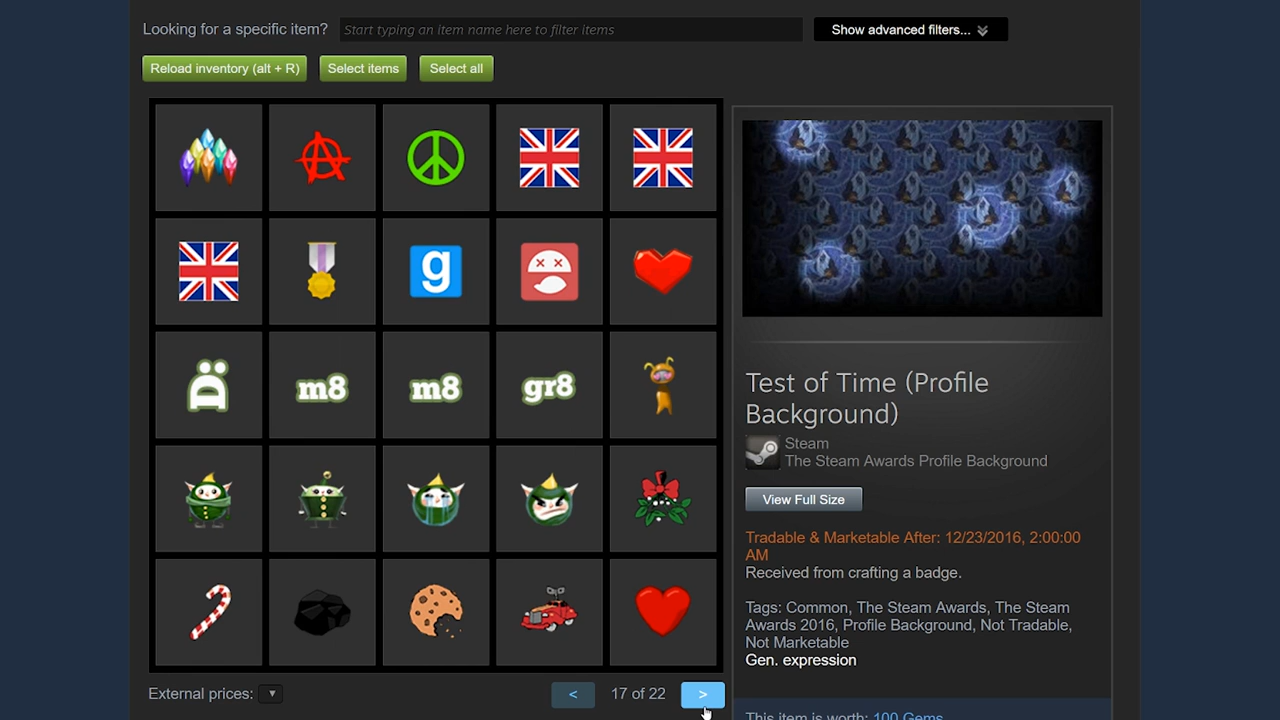 Looking for a specific item?
Start typing an item name here to filter items
Show advanced filters...
Reload inventory (alt + R)
Select items
Select all
g
:D
m8
m8
gr8
External prices:
<
17 of 22
>
Test of Time (Profile
Background)
Steam
The Steam Awards Profile Background
View Full Size
Tradable & Marketable After: 12/23/2016, 2:00:00
AM
Received from crafting a badge.
Tags: Common, The Steam Awards, The Steam
Awards 2016, Profile Background, Not Tradable,
Not Marketable
Gen. expression
This item is worth: 100 Gems